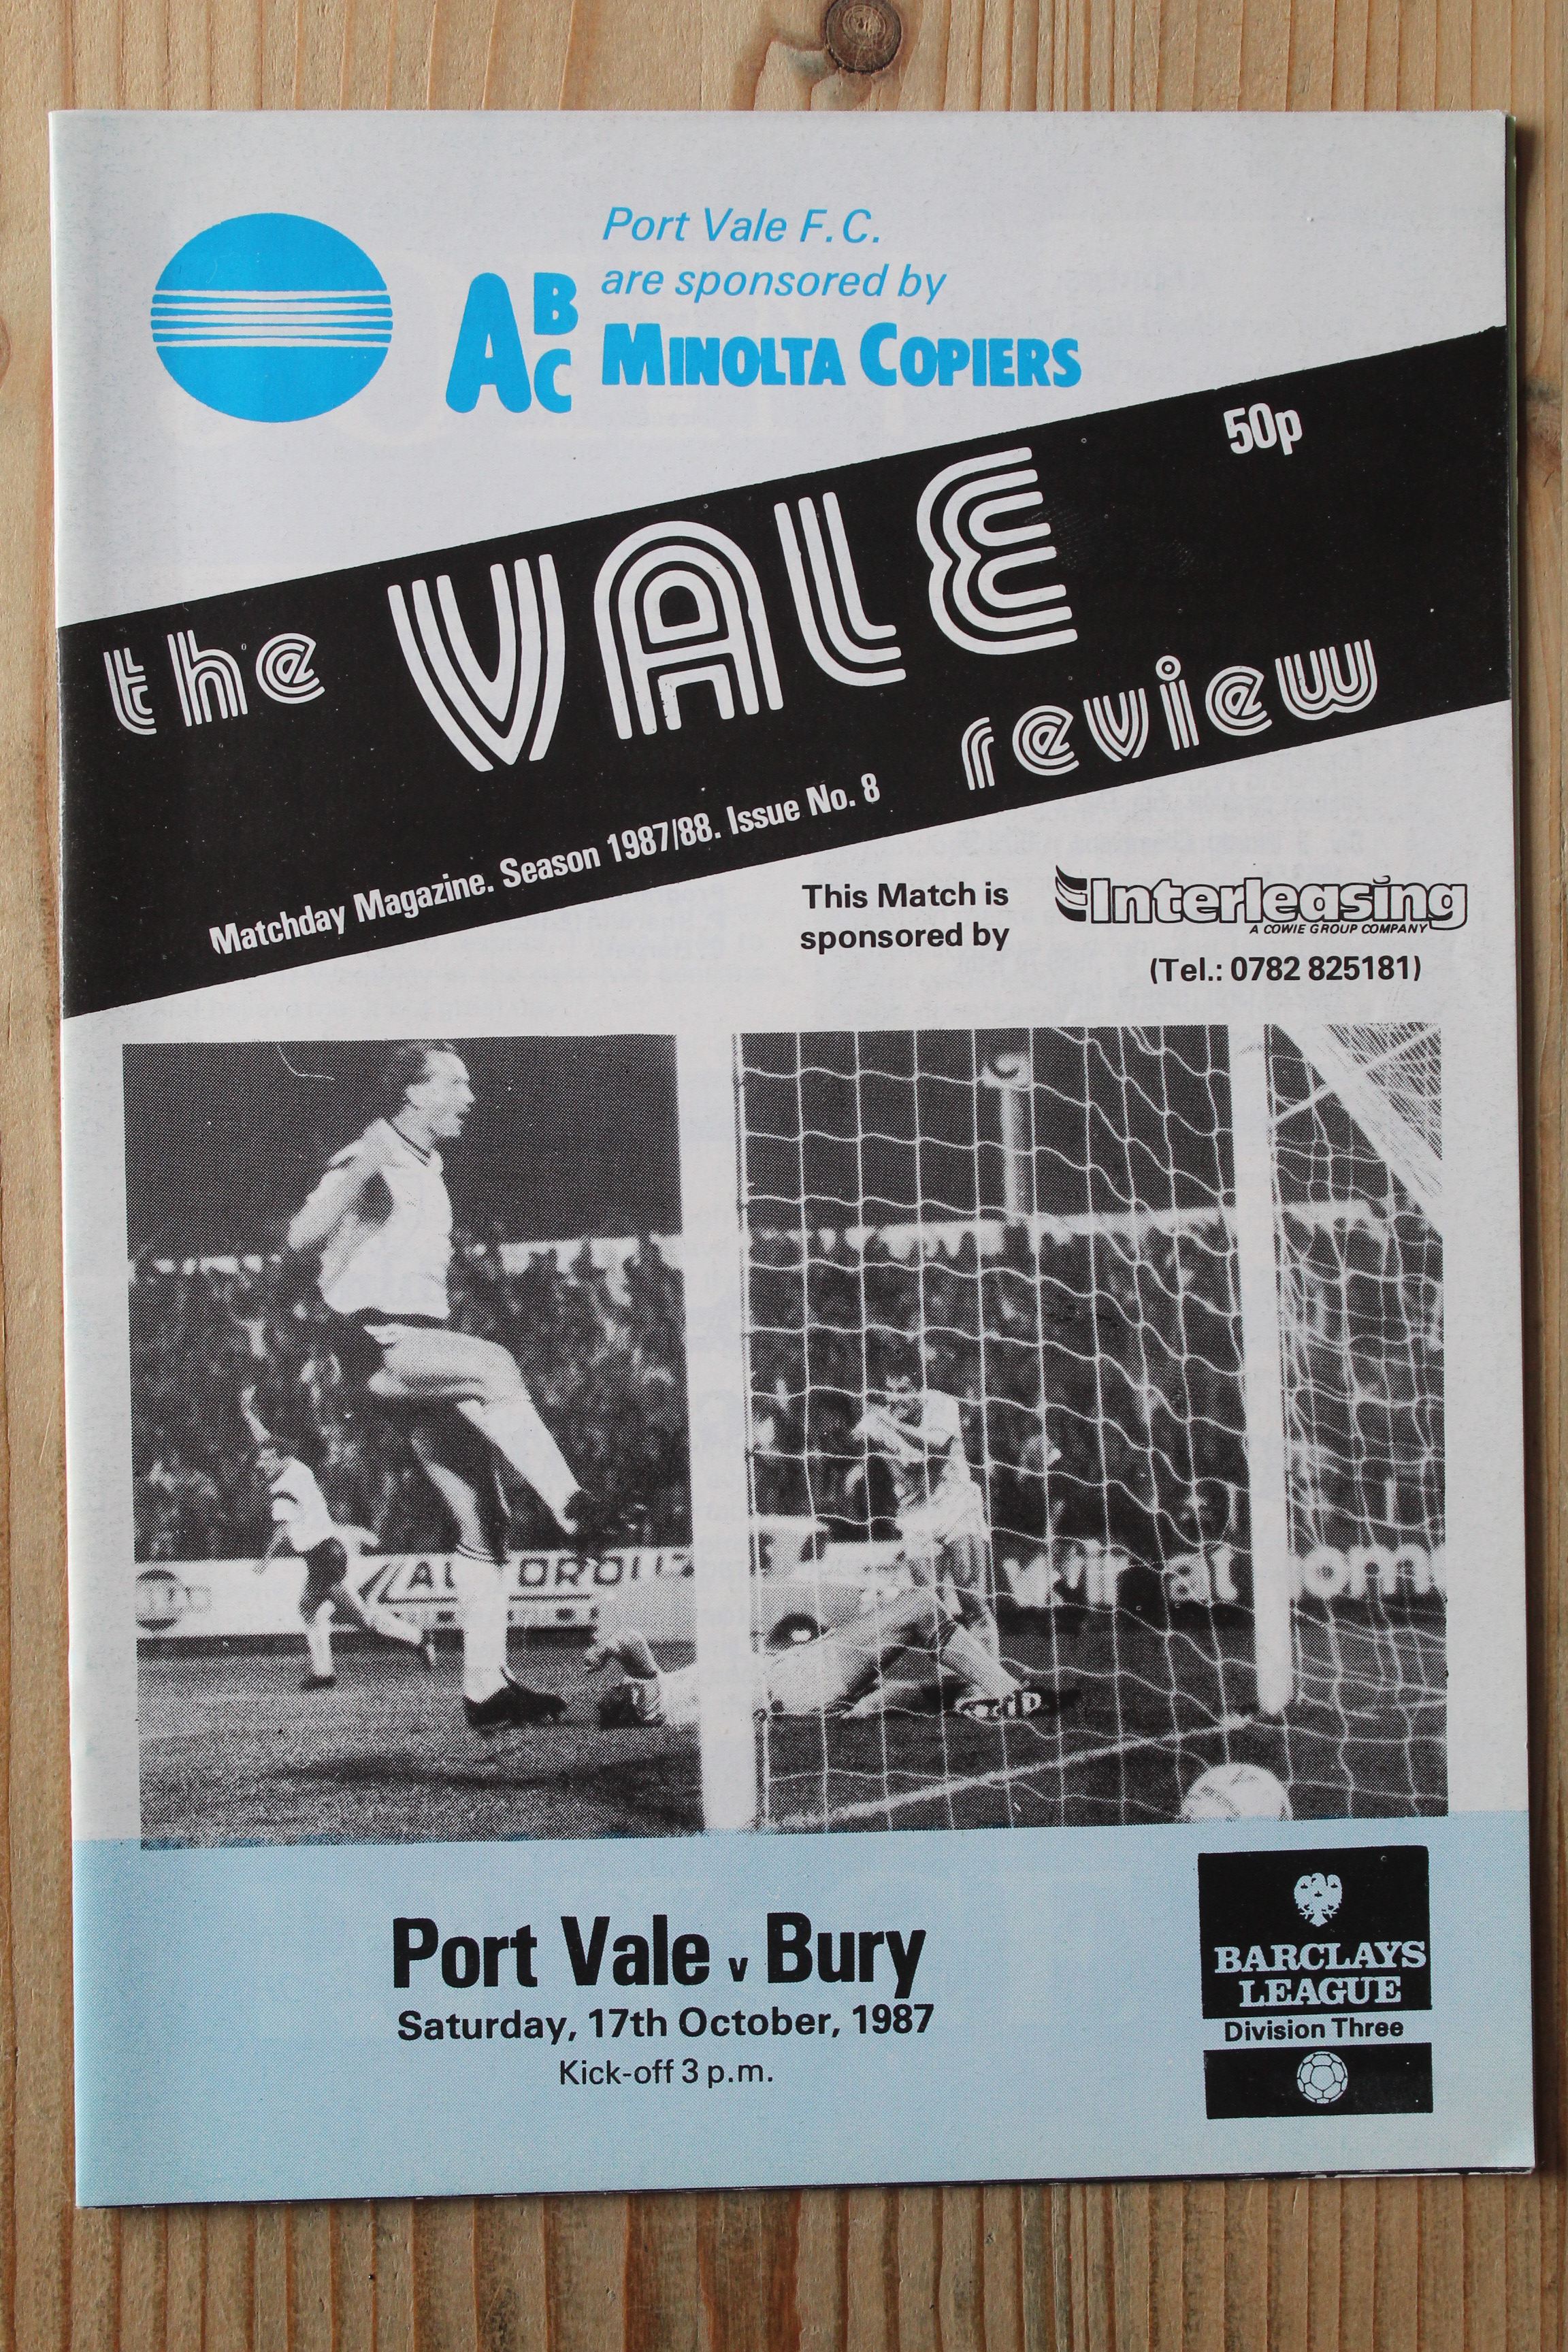 Port Vale F.C.
are sponsored by
ABC MINOLTA COPIERS
50p
the VALE
review
Matchday Magazine. Season 1987/88. Issue No. 8
This Match is
sponsored by
Interleasing
A COWIE GROUP COMPANY
(Tel.: 0782 825181)
Port Vale v Bury
Saturday, 17th October, 1987
Kick-off 3 p.m.
BARCLAYS
LEAGUE
Division Three